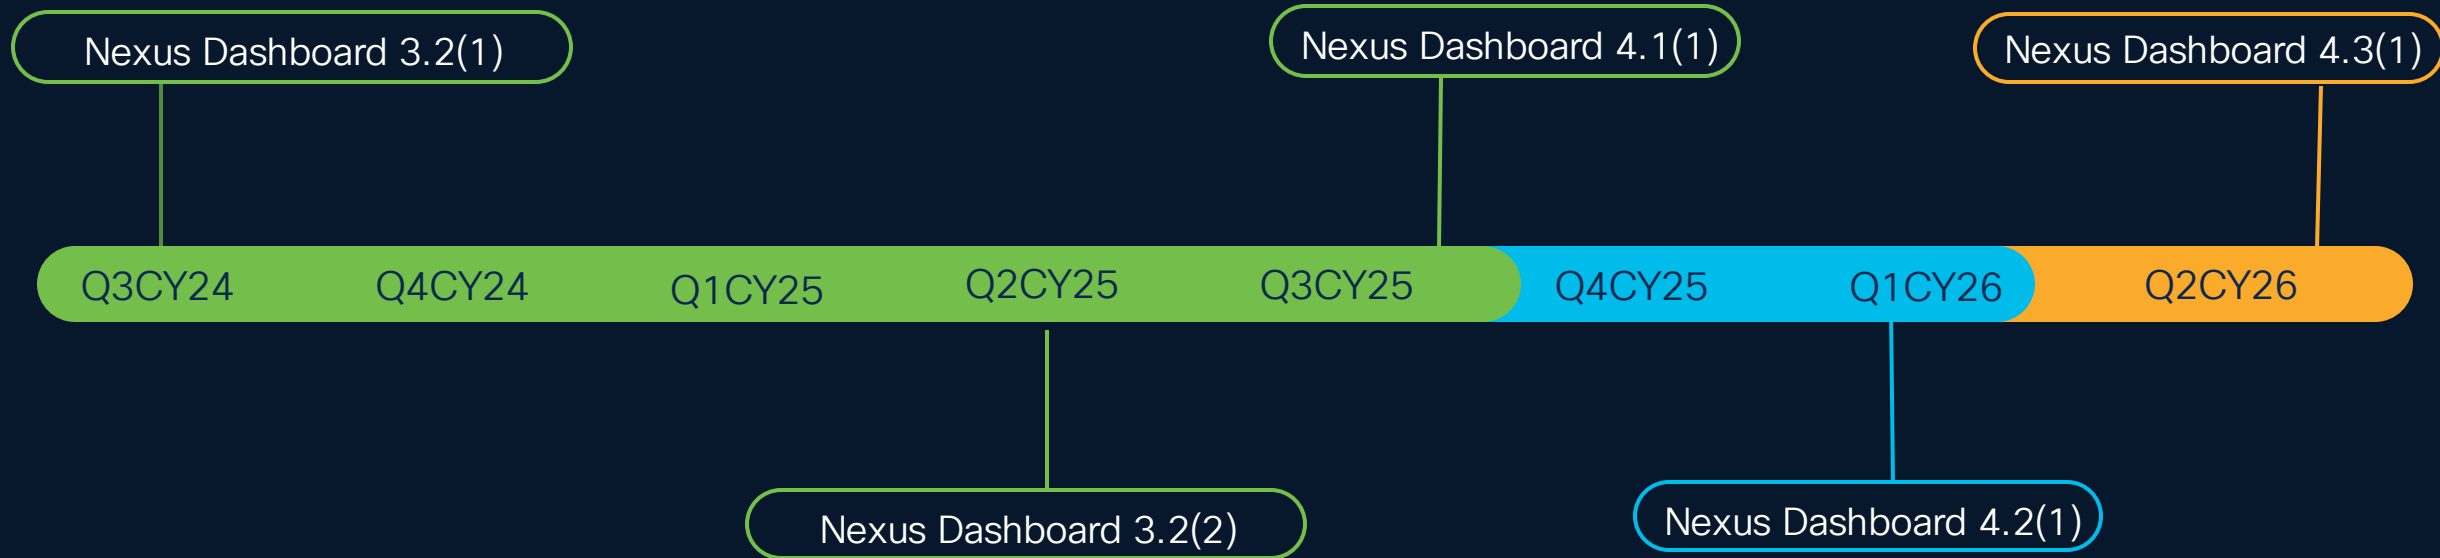 Nexus Dashboard 3.2(1)
Nexus Dashboard 4.1(1)
Nexus Dashboard 4.3(1)
Q3CY24
Q4CY24
Q1CY25
Q2CY25
Q3CY25
Q4CY25
Q1CY26
Q2CY26
Nexus Dashboard 3.2(2)
Nexus Dashboard 4.2(1)